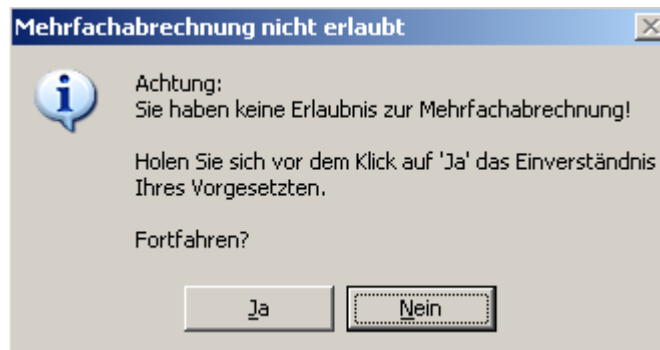 Mehrfachabrechnung nicht erlaubt
Achtung:
Sie haben keine Erlaubnis zur Mehrfachabrechnung!
Holen Sie sich vor dem Klick auf 'Ja' das Einverständnis
Ihres Vorgesetzten.
Fortfahren?
Ja
Nein